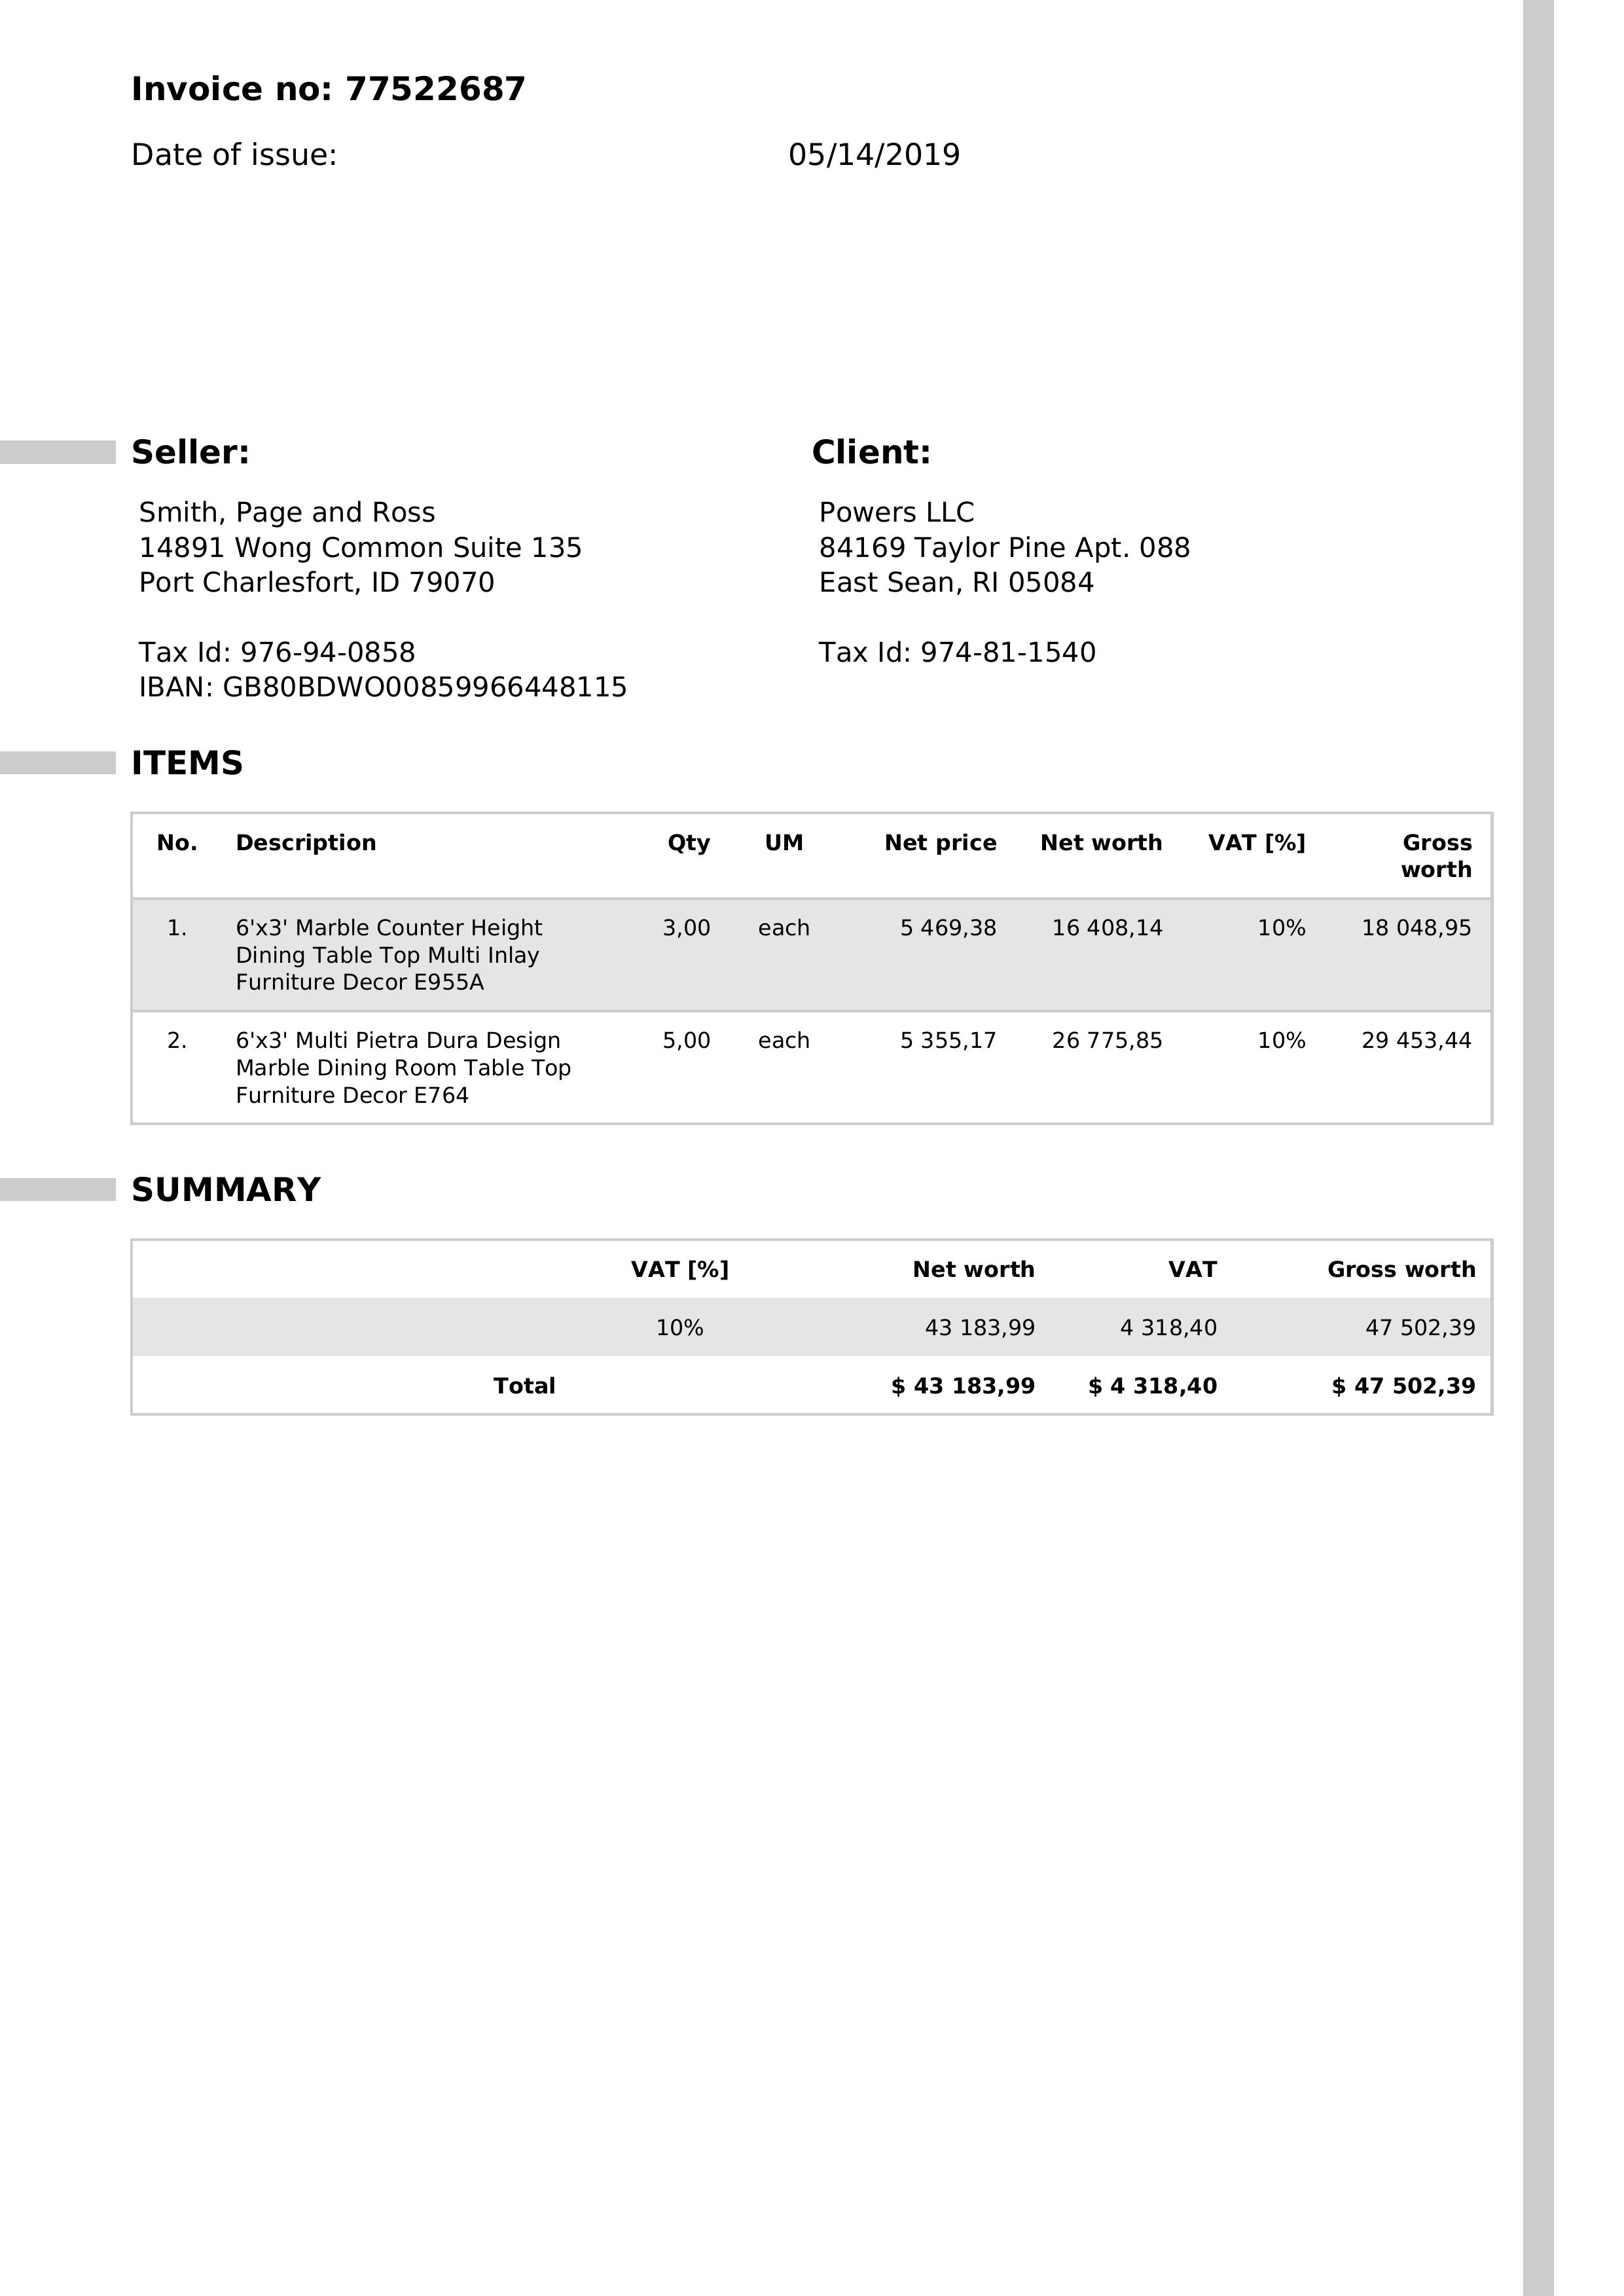 Invoice no: 77522687
Date of issue: 05/14/2019
Seller:
Smith, Page and Ross
14891 Wong Common Suite 135
Port Charlesfort, ID 79070
Tax Id: 976-94-0858
IBAN: GB80BDWO00859966448115
Client:
Powers LLC
84169 Taylor Pine Apt. 088
East Sean, RI 05084
Tax Id: 974-81-1540
ITEMS
No. Description Qty UM Net price Net worth VAT [%] Gross
worth
1. 6'x3' Marble Counter Height 3,00 each 5 469,38 16 408,14 10% 18 048,95
Dining Table Top Multi Inlay
Furniture Decor E955A
2. 6'x3' Multi Pietra Dura Design 5,00 each 5 355,17 26 775,85 10% 29 453,44
Marble Dining Room Table Top
Furniture Decor E764
SUMMARY
VAT [%] Net worth VAT Gross worth
10% 43 183,99 4 318,40 47 502,39
Total $ 43 183,99 $ 4 318,40 $ 47 502,39